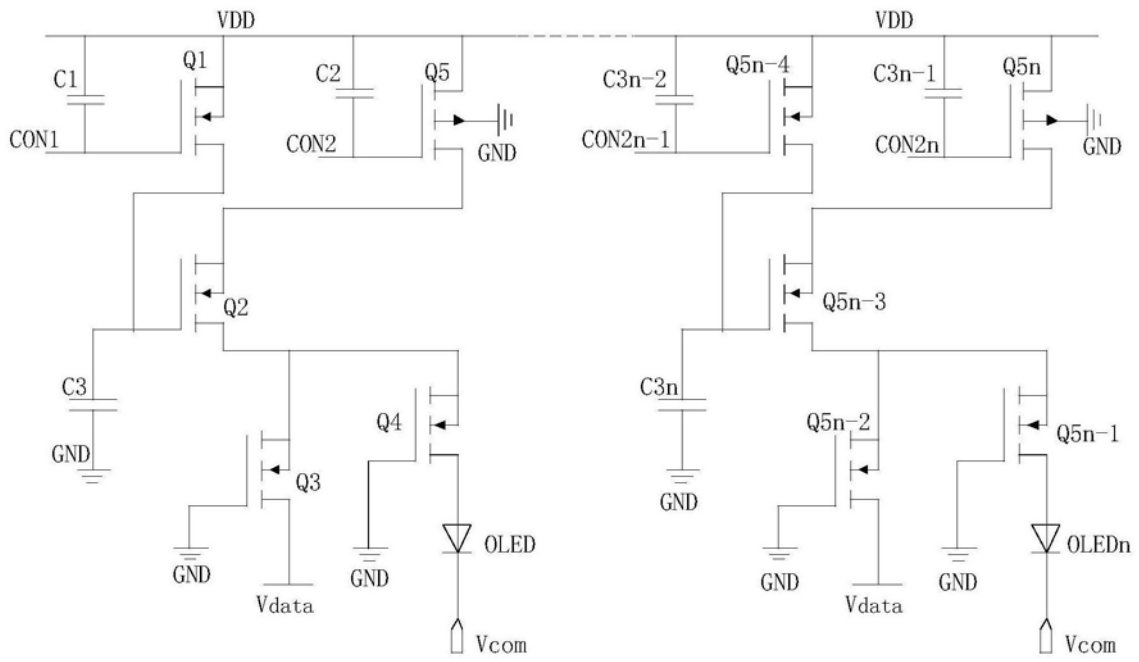 VDD VDD
C1 Q1 C2 Q5 C3n-2 Q5n-4 C3n-1 Q5n
CON1 CON2 GND CON2n-1 CON2n GND
Q2 Q5n-3
C3 Q4 C3n Q5n-2 Q5n-1
GND Q3 GND
GND GND OLED GND GND OLEDn
Vdata Vdata
Vcom Vcom